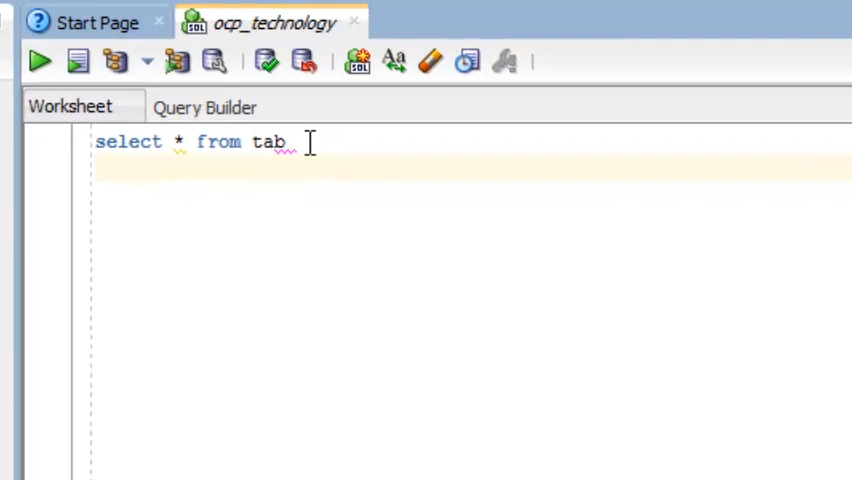 Start Page
ocp_technology
Worksheet
Query Builder
select * from tab